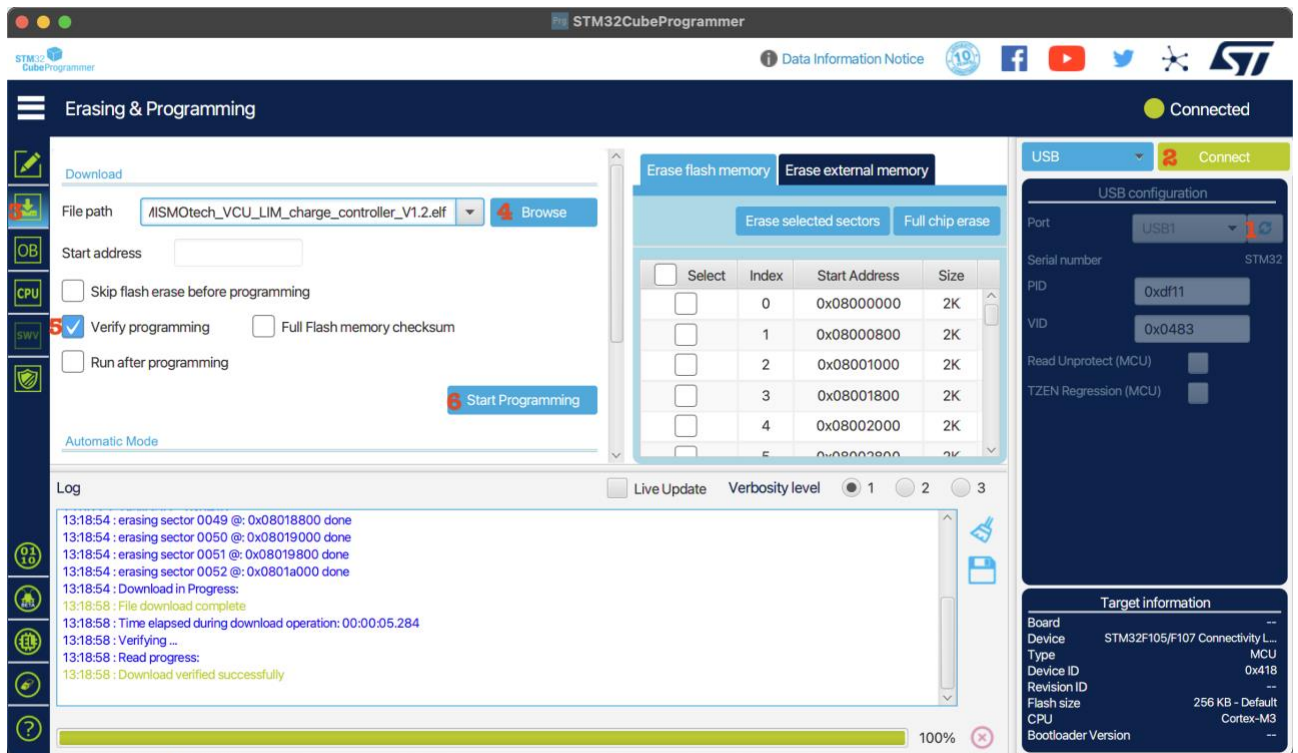 STM32CubeProgrammer
STM32
CubeProgrammer
Data Information Notice
Erasing & Programming
Connected
Download
File path /ISMOtech_VCU_LIM_charge_controller_V1.2.elf 4 Browse
Start address
Skip flash erase before programming
5 Verify programming Full Flash memory checksum
Run after programming
6 Start Programming
Automatic Mode
3
OB
CPU
SWV
Erase flash memory Erase external memory
Erase selected sectors Full chip erase
Select Index Start Address Size
0 0x08000000 2K
1 0x08000800 2K
2 0x08001000 2K
3 0x08001800 2K
4 0x08002000 2K
5 0x08002800 2K
USB 2 Connect
USB configuration
Port USB1 1
Serial number STM32
PID 0xdf11
VID 0x0483
Read Unprotect (MCU)
TZEN Regression (MCU)
Log Live Update Verbosity level 1 2 3
13:18:54 : erasing sector 0049 @: 0x08018800 done
13:18:54 : erasing sector 0050 @: 0x08019000 done
13:18:54 : erasing sector 0051 @: 0x08019800 done
13:18:54 : erasing sector 0052 @: 0x0801a000 done
13:18:54 : Download in Progress:
13:18:58 : File download complete
13:18:58 : Time elapsed during download operation: 00:00:05.284
13:18:58 : Verifying ...
13:18:58 : Read progress:
13:18:58 : Download verified successfully
100%
Target information
Board --
Device STM32F105/F107 Connectivity L...
Type MCU
Device ID 0x418
Revision ID --
Flash size 256 KB - Default
CPU Cortex-M3
Bootloader Version --